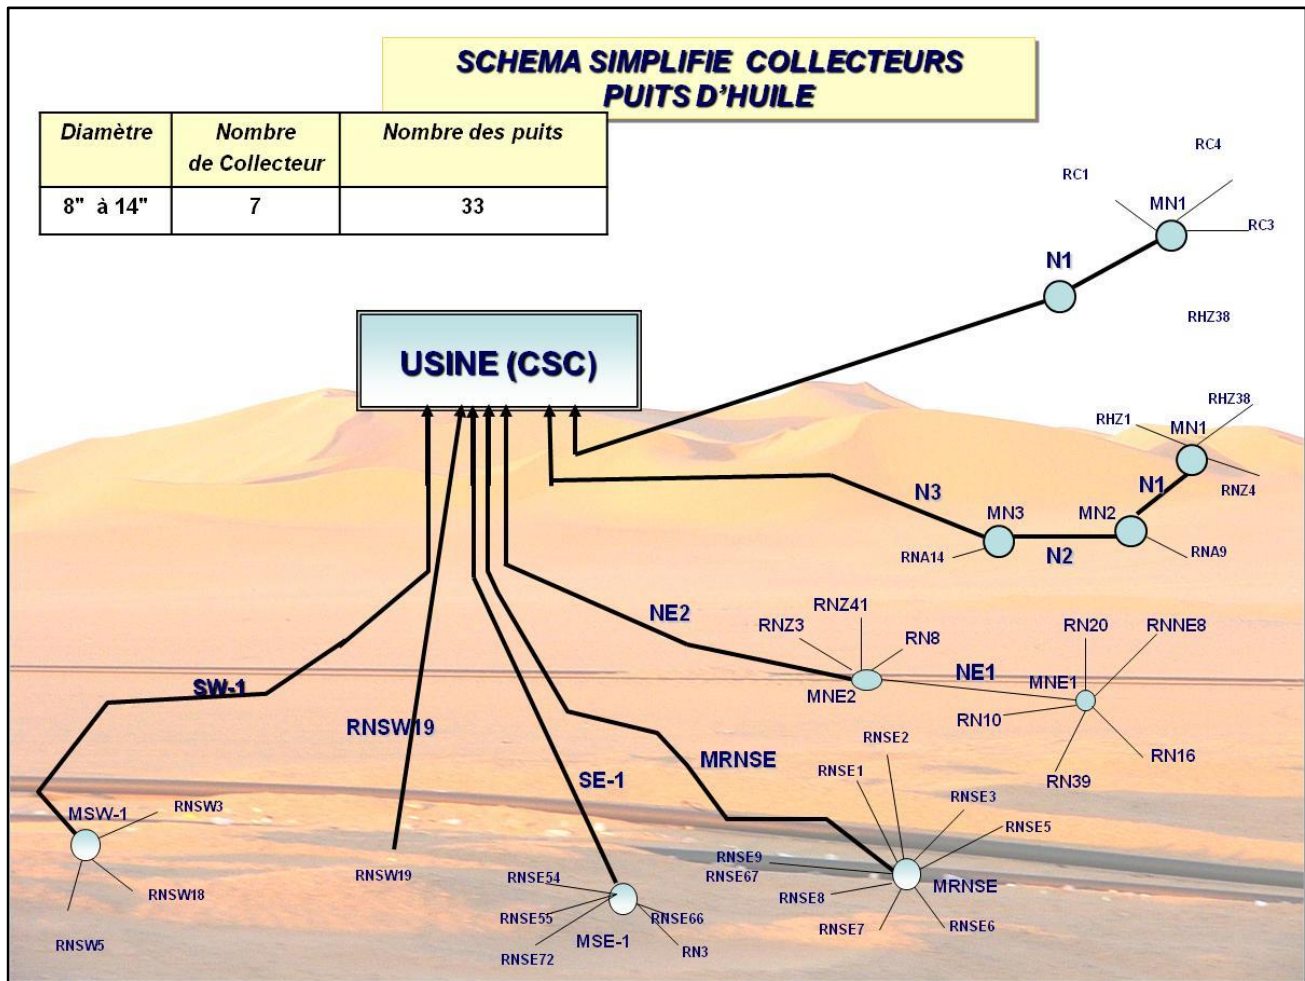 SCHEMA SIMPLIFIE COLLECTEURS
PUITS D'HUILE
Diamètre
Nombre
de Collecteur
Nombre des puits
8" à 14"
7
33
RC4
RC1
MN1
RC3
N1
RHZ38
USINE (CSC)
RHZ38
RHZ1
MN1
RNZ4
N1
N3
MN3
MN2
RNA14
N2
RNA9
NE2
RNZ41
RNZ3
RN8
RN20
RNNE8
NE1
MNE1
MNE2
RN10
RN16
RN39
SW-1
RNSW19
MRNSE
RNSE2
SE-1
RNSE1
RNSE3
RNSE5
MSW-1
RNSW3
RNSW18
RNSW5
RNSW19
RNSE54
RNSE55
RNSE72
MSE-1
RNSE66
RN3
RNSE9
RNSE67
RNSE8
MRNSE
RNSE7
RNSE6